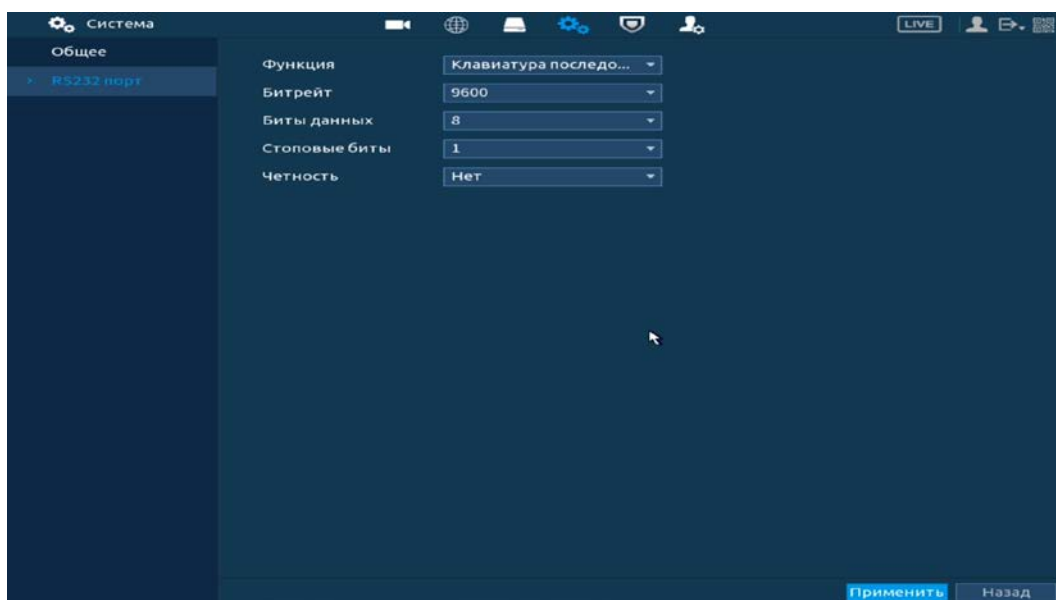 Система
LIVE
Общее
RS232 порт
Функция Клавиатура последо...
Битрейт 9600
Биты данных 8
Стоповые биты 1
Четность Нет
Применить Назад